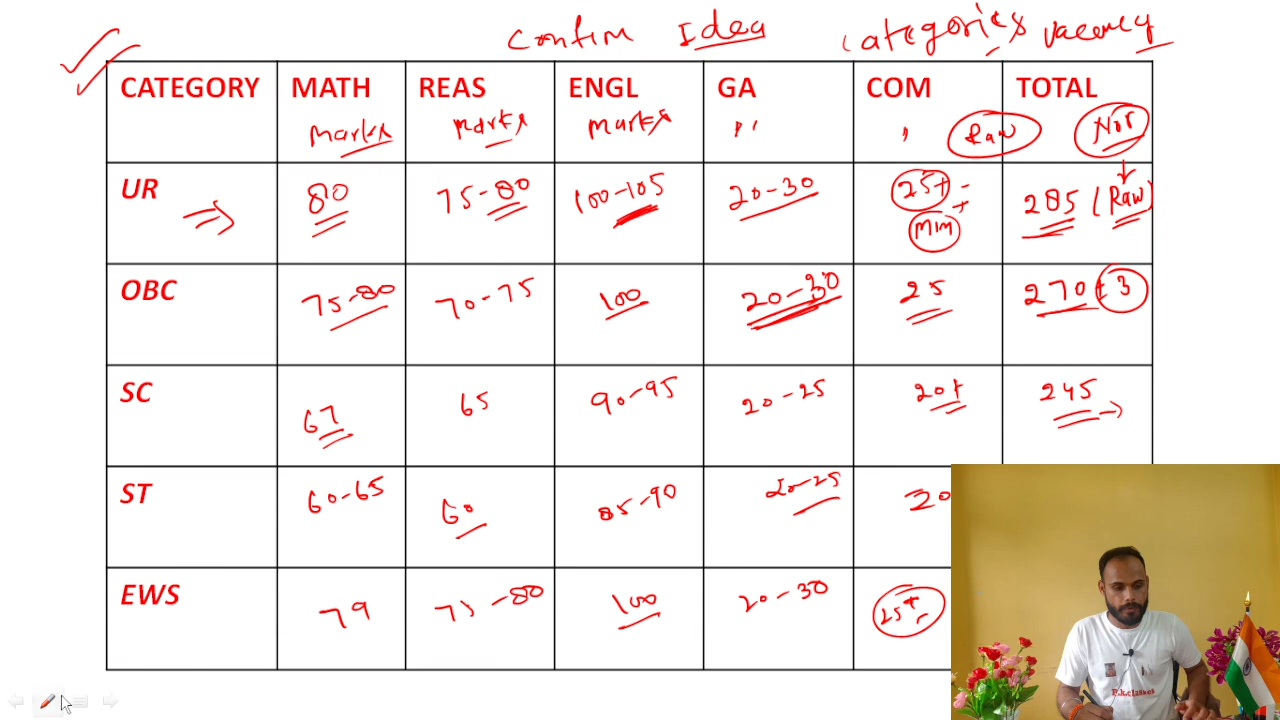 Confirm Idea Categories Vacancy
CATEGORY MATH REAS ENGL GA COM TOTAL
Marks Marks Marks " , Raw Nor
UR 80 75-80 100-105 20-30 25+ 285 (Raw)
Min
OBC 75-80 70-75 100 20-30 25 270+3
SC 67 65 90-95 20-25 20+ 245
ST 60-65 60 85-90 20-25 20
EWS 79 75-80 100 20-30 25+
P.k.classes